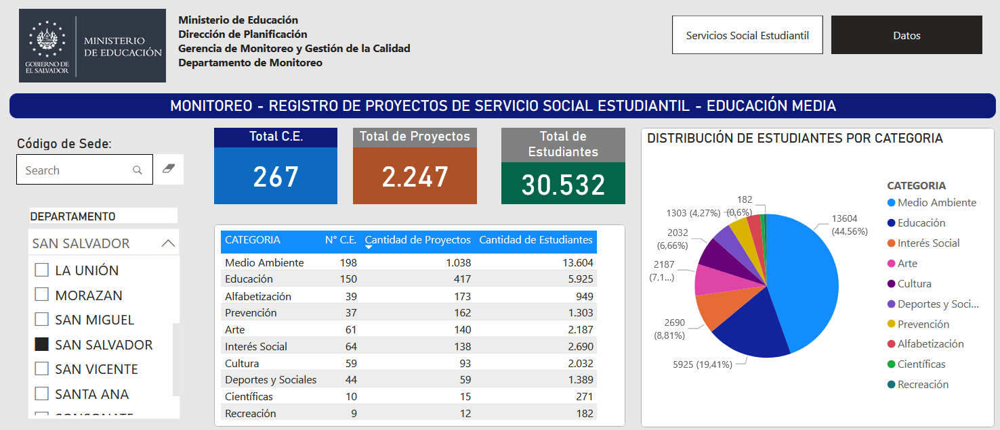 GOBIERNO DE
EL SALVADOR
MINISTERIO
DE EDUCACIÓN
Ministerio de Educación
Dirección de Planificación
Gerencia de Monitoreo y Gestión de la Calidad
Departamento de Monitoreo
Servicios Social Estudiantil
Datos
MONITOREO - REGISTRO DE PROYECTOS DE SERVICIO SOCIAL ESTUDIANTIL - EDUCACIÓN MEDIA
Código de Sede:
Search
DEPARTAMENTO
SAN SALVADOR
LA UNIÓN
MORAZAN
SAN MIGUEL
SAN SALVADOR
SAN VICENTE
SANTA ANA
Total C.E.
267
Total de Proyectos
2.247
Total de
Estudiantes
30.532
CATEGORIA N° C.E. Cantidad de Proyectos Cantidad de Estudiantes
Medio Ambiente 198 1.038 13.604
Educación 150 417 5.925
Alfabetización 39 173 949
Prevención 37 162 1.303
Arte 61 140 2.187
Interés Social 64 138 2.690
Cultura 59 93 2.032
Deportes y Sociales 44 59 1.389
Científicas 10 15 271
Recreación 9 12 182
DISTRIBUCIÓN DE ESTUDIANTES POR CATEGORIA
182
(0,6%)
1303 (4,27%)
2032
(6,66%)
2187
(7,1...)
2690
(8,81%)
5925 (19,41%)
13604
(44,56%)
CATEGORIA
Medio Ambiente
Educación
Interés Social
Arte
Cultura
Deportes y Soci...
Prevención
Alfabetización
Científicas
Recreación